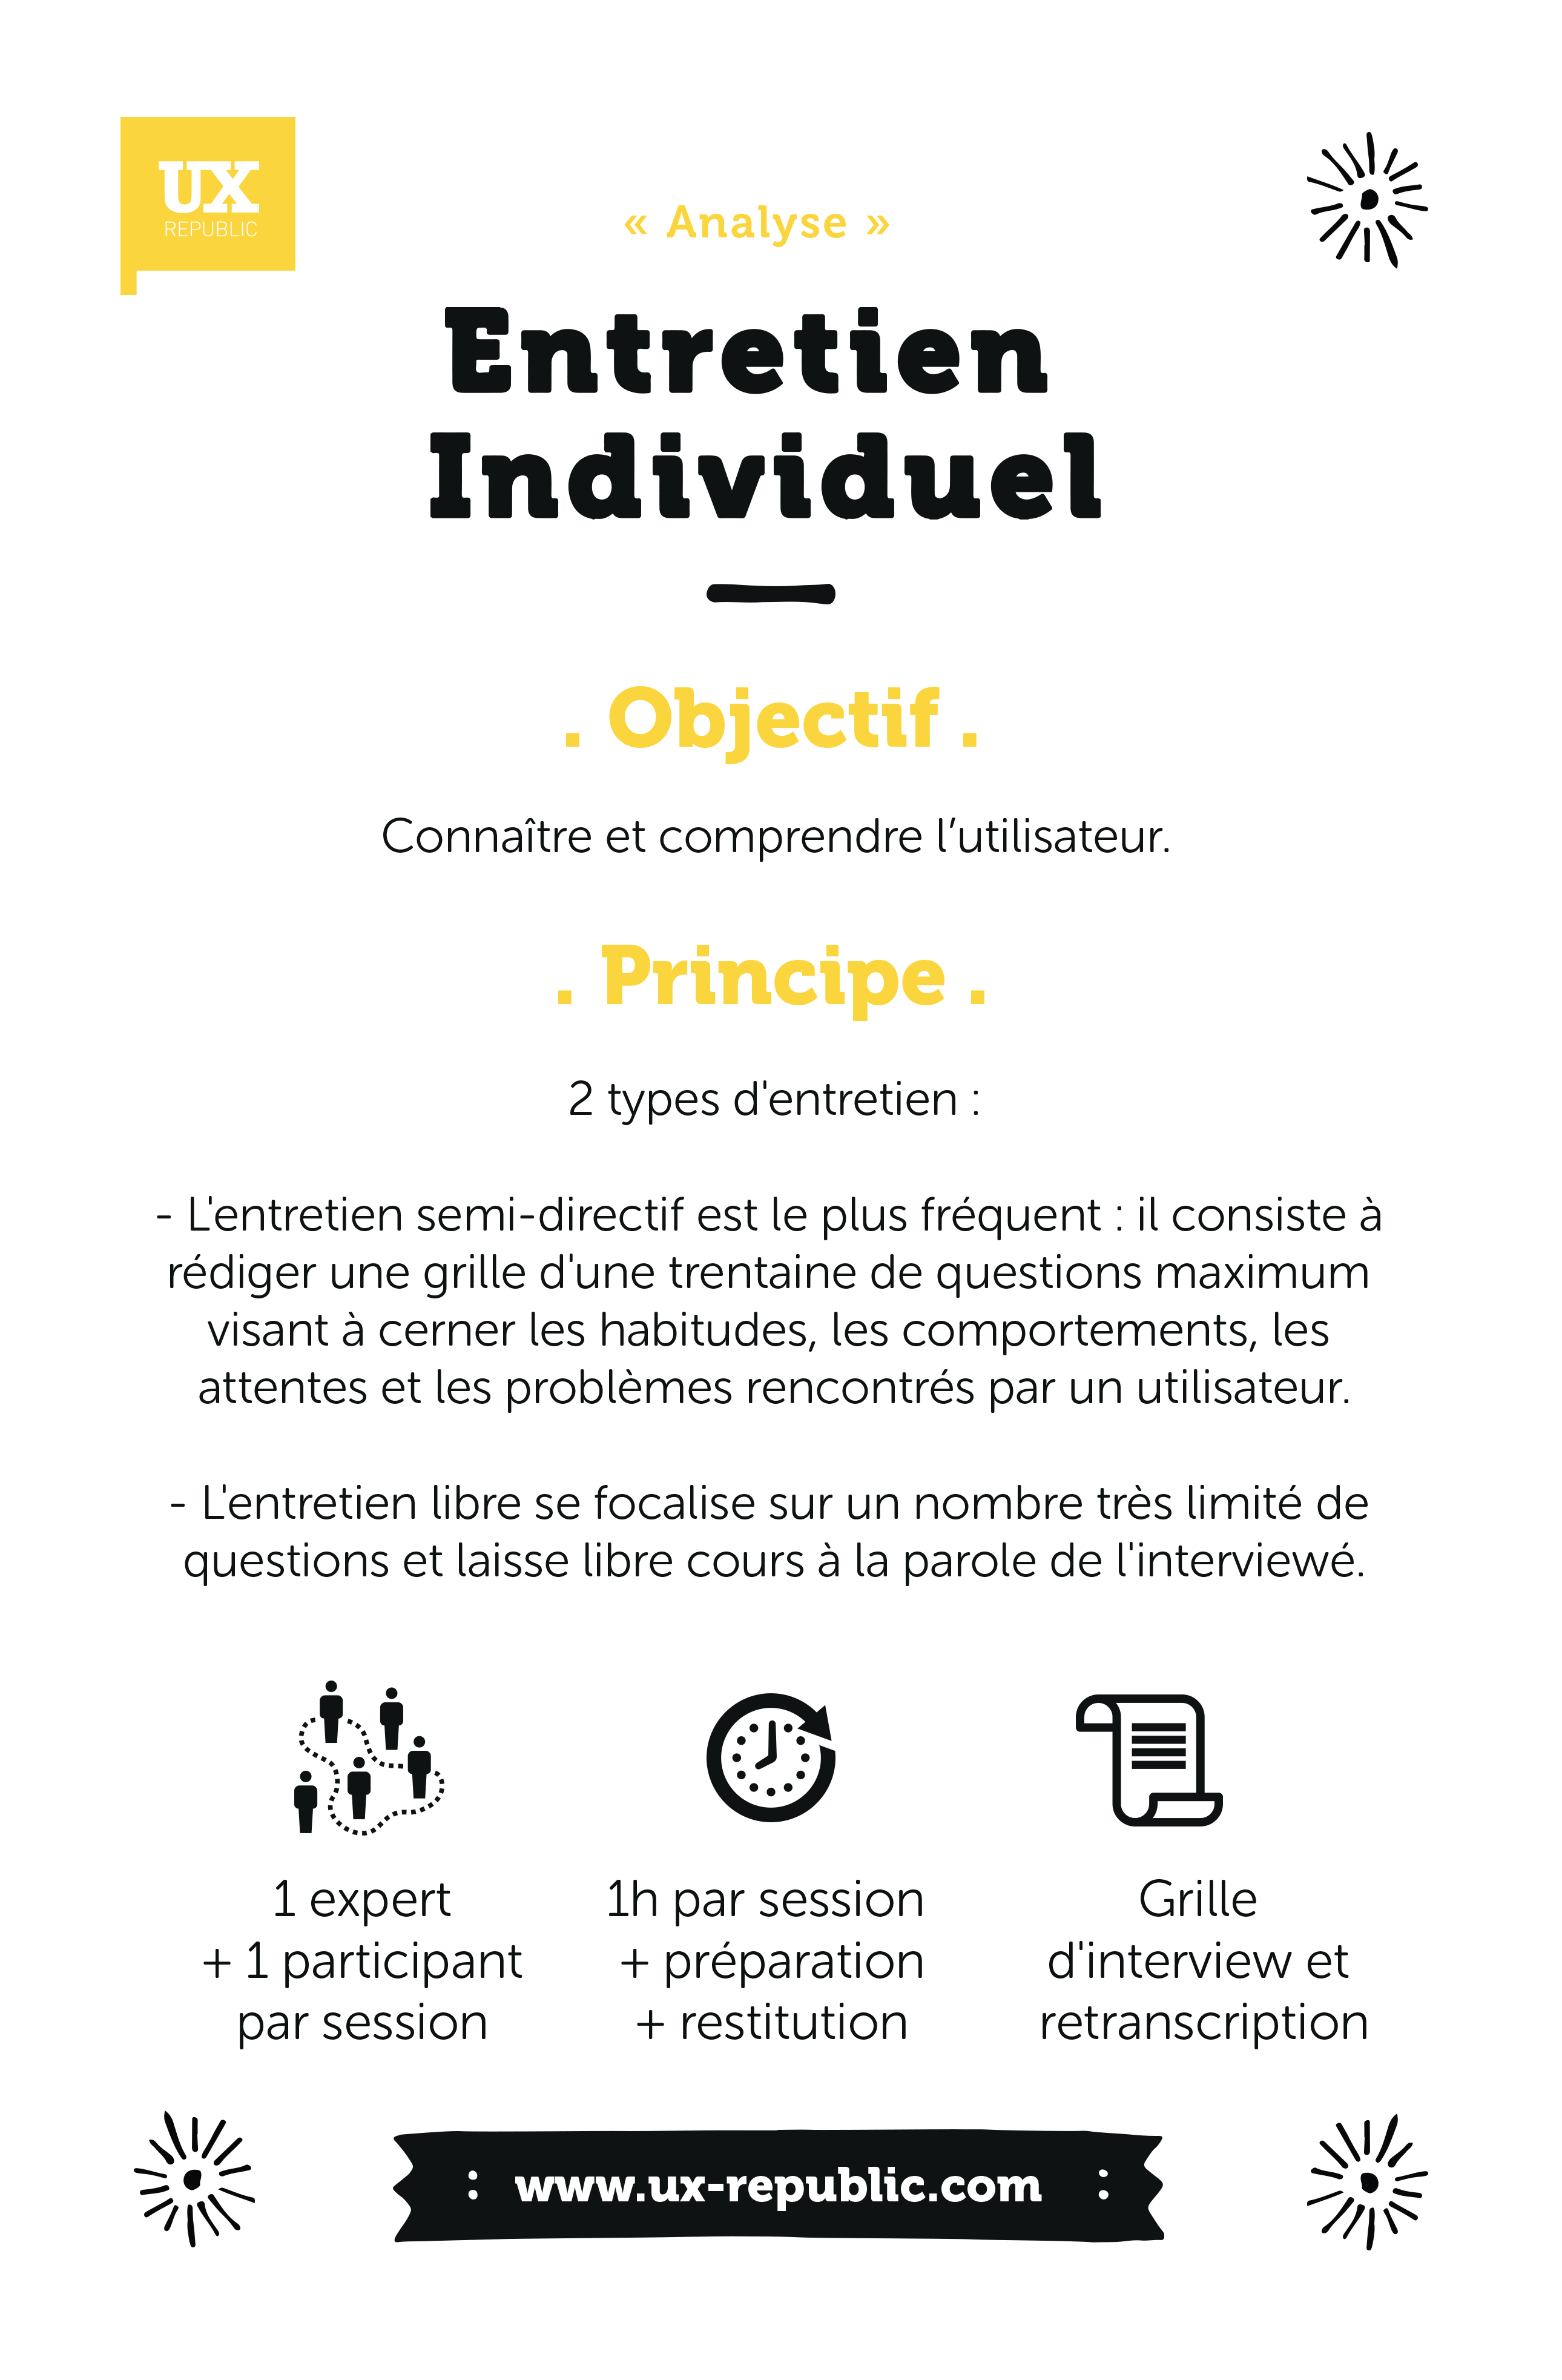 UX
REPUBLIC
« Analyse »
Entretien
Individuel
. Objectif .
Connaître et comprendre l’utilisateur.
. Principe .
2 types d'entretien :
- L'entretien semi-directif est le plus fréquent : il consiste à
rédiger une grille d'une trentaine de questions maximum
visant à cerner les habitudes, les comportements, les
attentes et les problèmes rencontrés par un utilisateur.
- L'entretien libre se focalise sur un nombre très limité de
questions et laisse libre cours à la parole de l'interviewé.
1 expert
+ 1 participant
par session
1h par session
+ préparation
+ restitution
Grille
d'interview et
retranscription
: www.ux-republic.com :